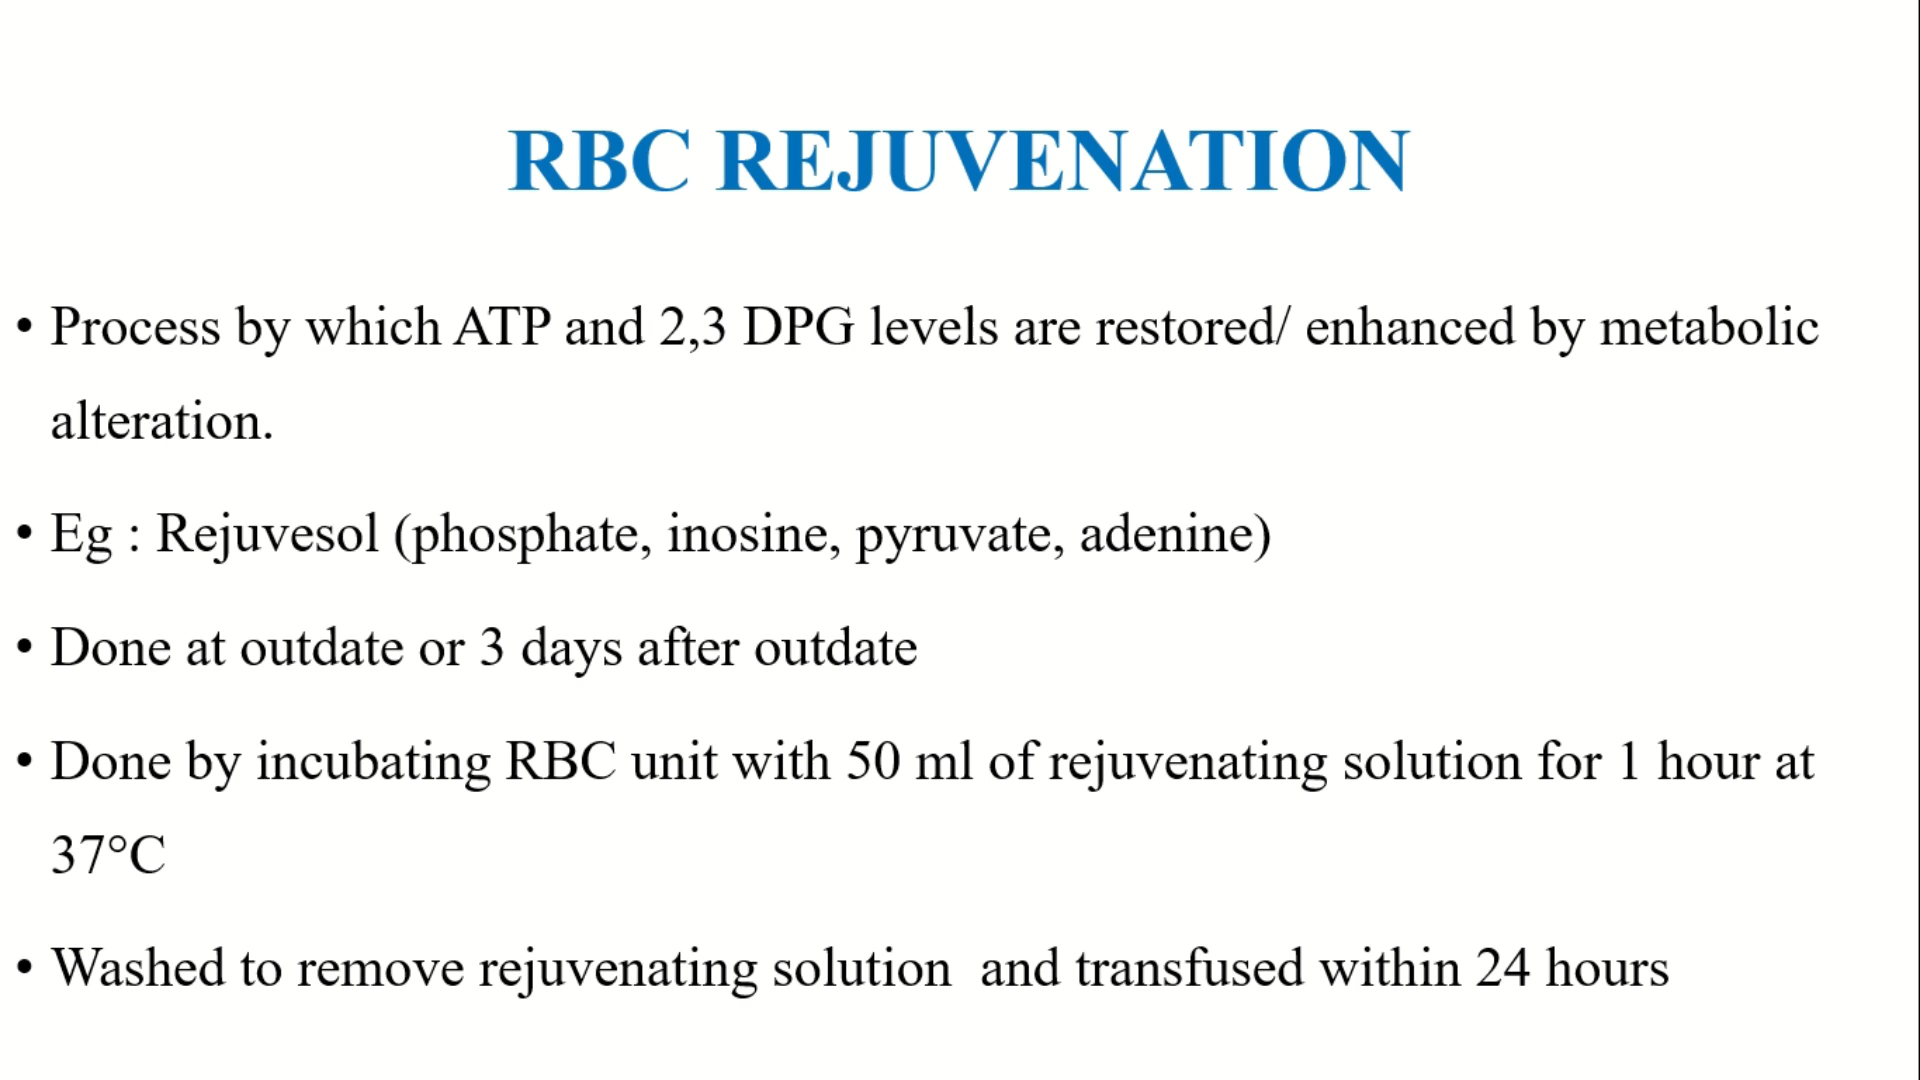 RBC REJUVENATION
• Process by which ATP and 2,3 DPG levels are restored/ enhanced by metabolic
alteration.
• Eg : Rejuvesol (phosphate, inosine, pyruvate, adenine)
• Done at outdate or 3 days after outdate
• Done by incubating RBC unit with 50 ml of rejuvenating solution for 1 hour at
37°C
• Washed to remove rejuvenating solution  and transfused within 24 hours